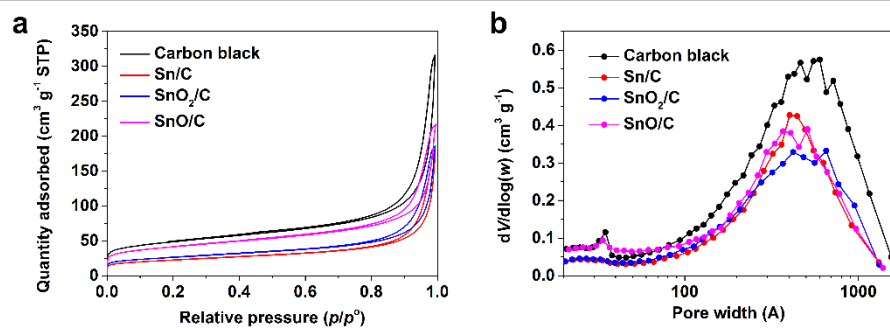 a
Quantity adsorbed (cm³ g⁻¹ STP)
350
300
250
200
150
100
50
0
Carbon black
Sn/C
SnO₂/C
SnO/C
0.0 0.2 0.4 0.6 0.8 1.0
Relative pressure (p/p°)
b
dV/dlog(w) (cm³ g⁻¹)
0.6
0.5
0.4
0.3
0.2
0.1
0.0
Carbon black
Sn/C
SnO₂/C
SnO/C
100 1000
Pore width (A)